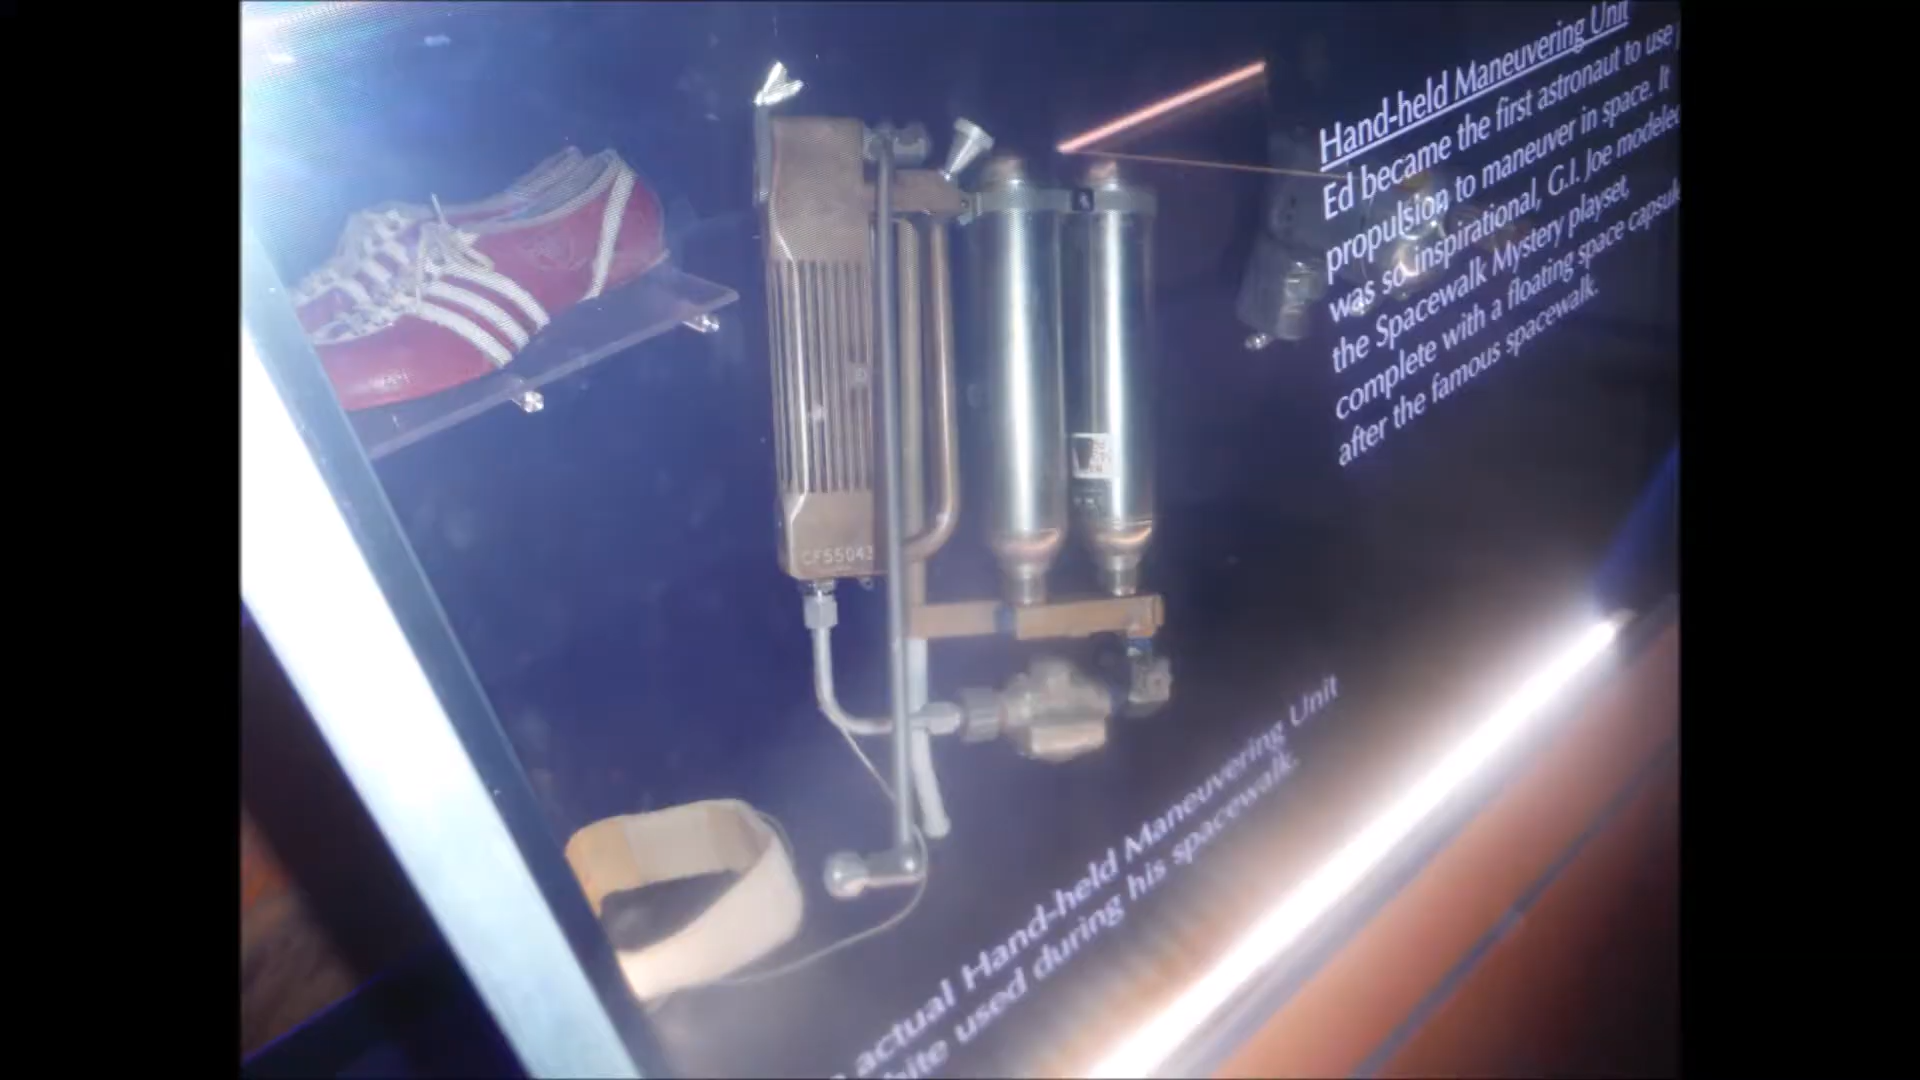 Hand-held Maneuvering Unit
Ed became the first astronaut to use
propulsion to maneuver in space. It
was so inspirational, G.I. Joe modeled
the Spacewalk Mystery playset,
complete with a floating space capsule
after the famous spacewalk.
CF55043
actual Hand-held Maneuvering Unit
used during his spacewalk.